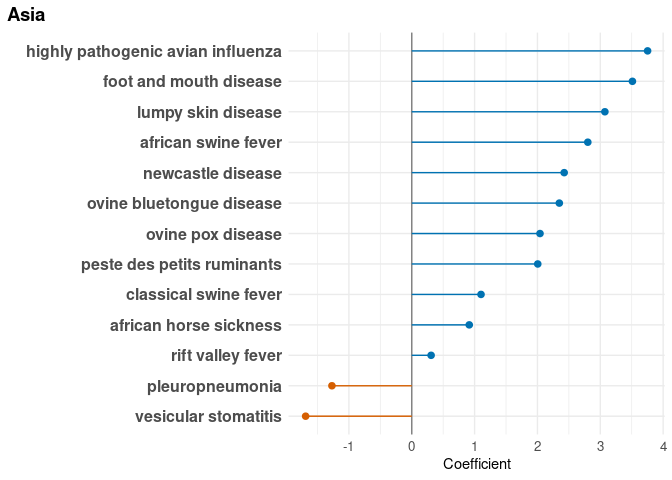 Asia
highly pathogenic avian influenza
foot and mouth disease
lumpy skin disease
african swine fever
newcastle disease
ovine bluetongue disease
ovine pox disease
peste des petits ruminants
classical swine fever
african horse sickness
rift valley fever
pleuropneumonia
vesicular stomatitis
-1 0 1 2 3 4
Coefficient